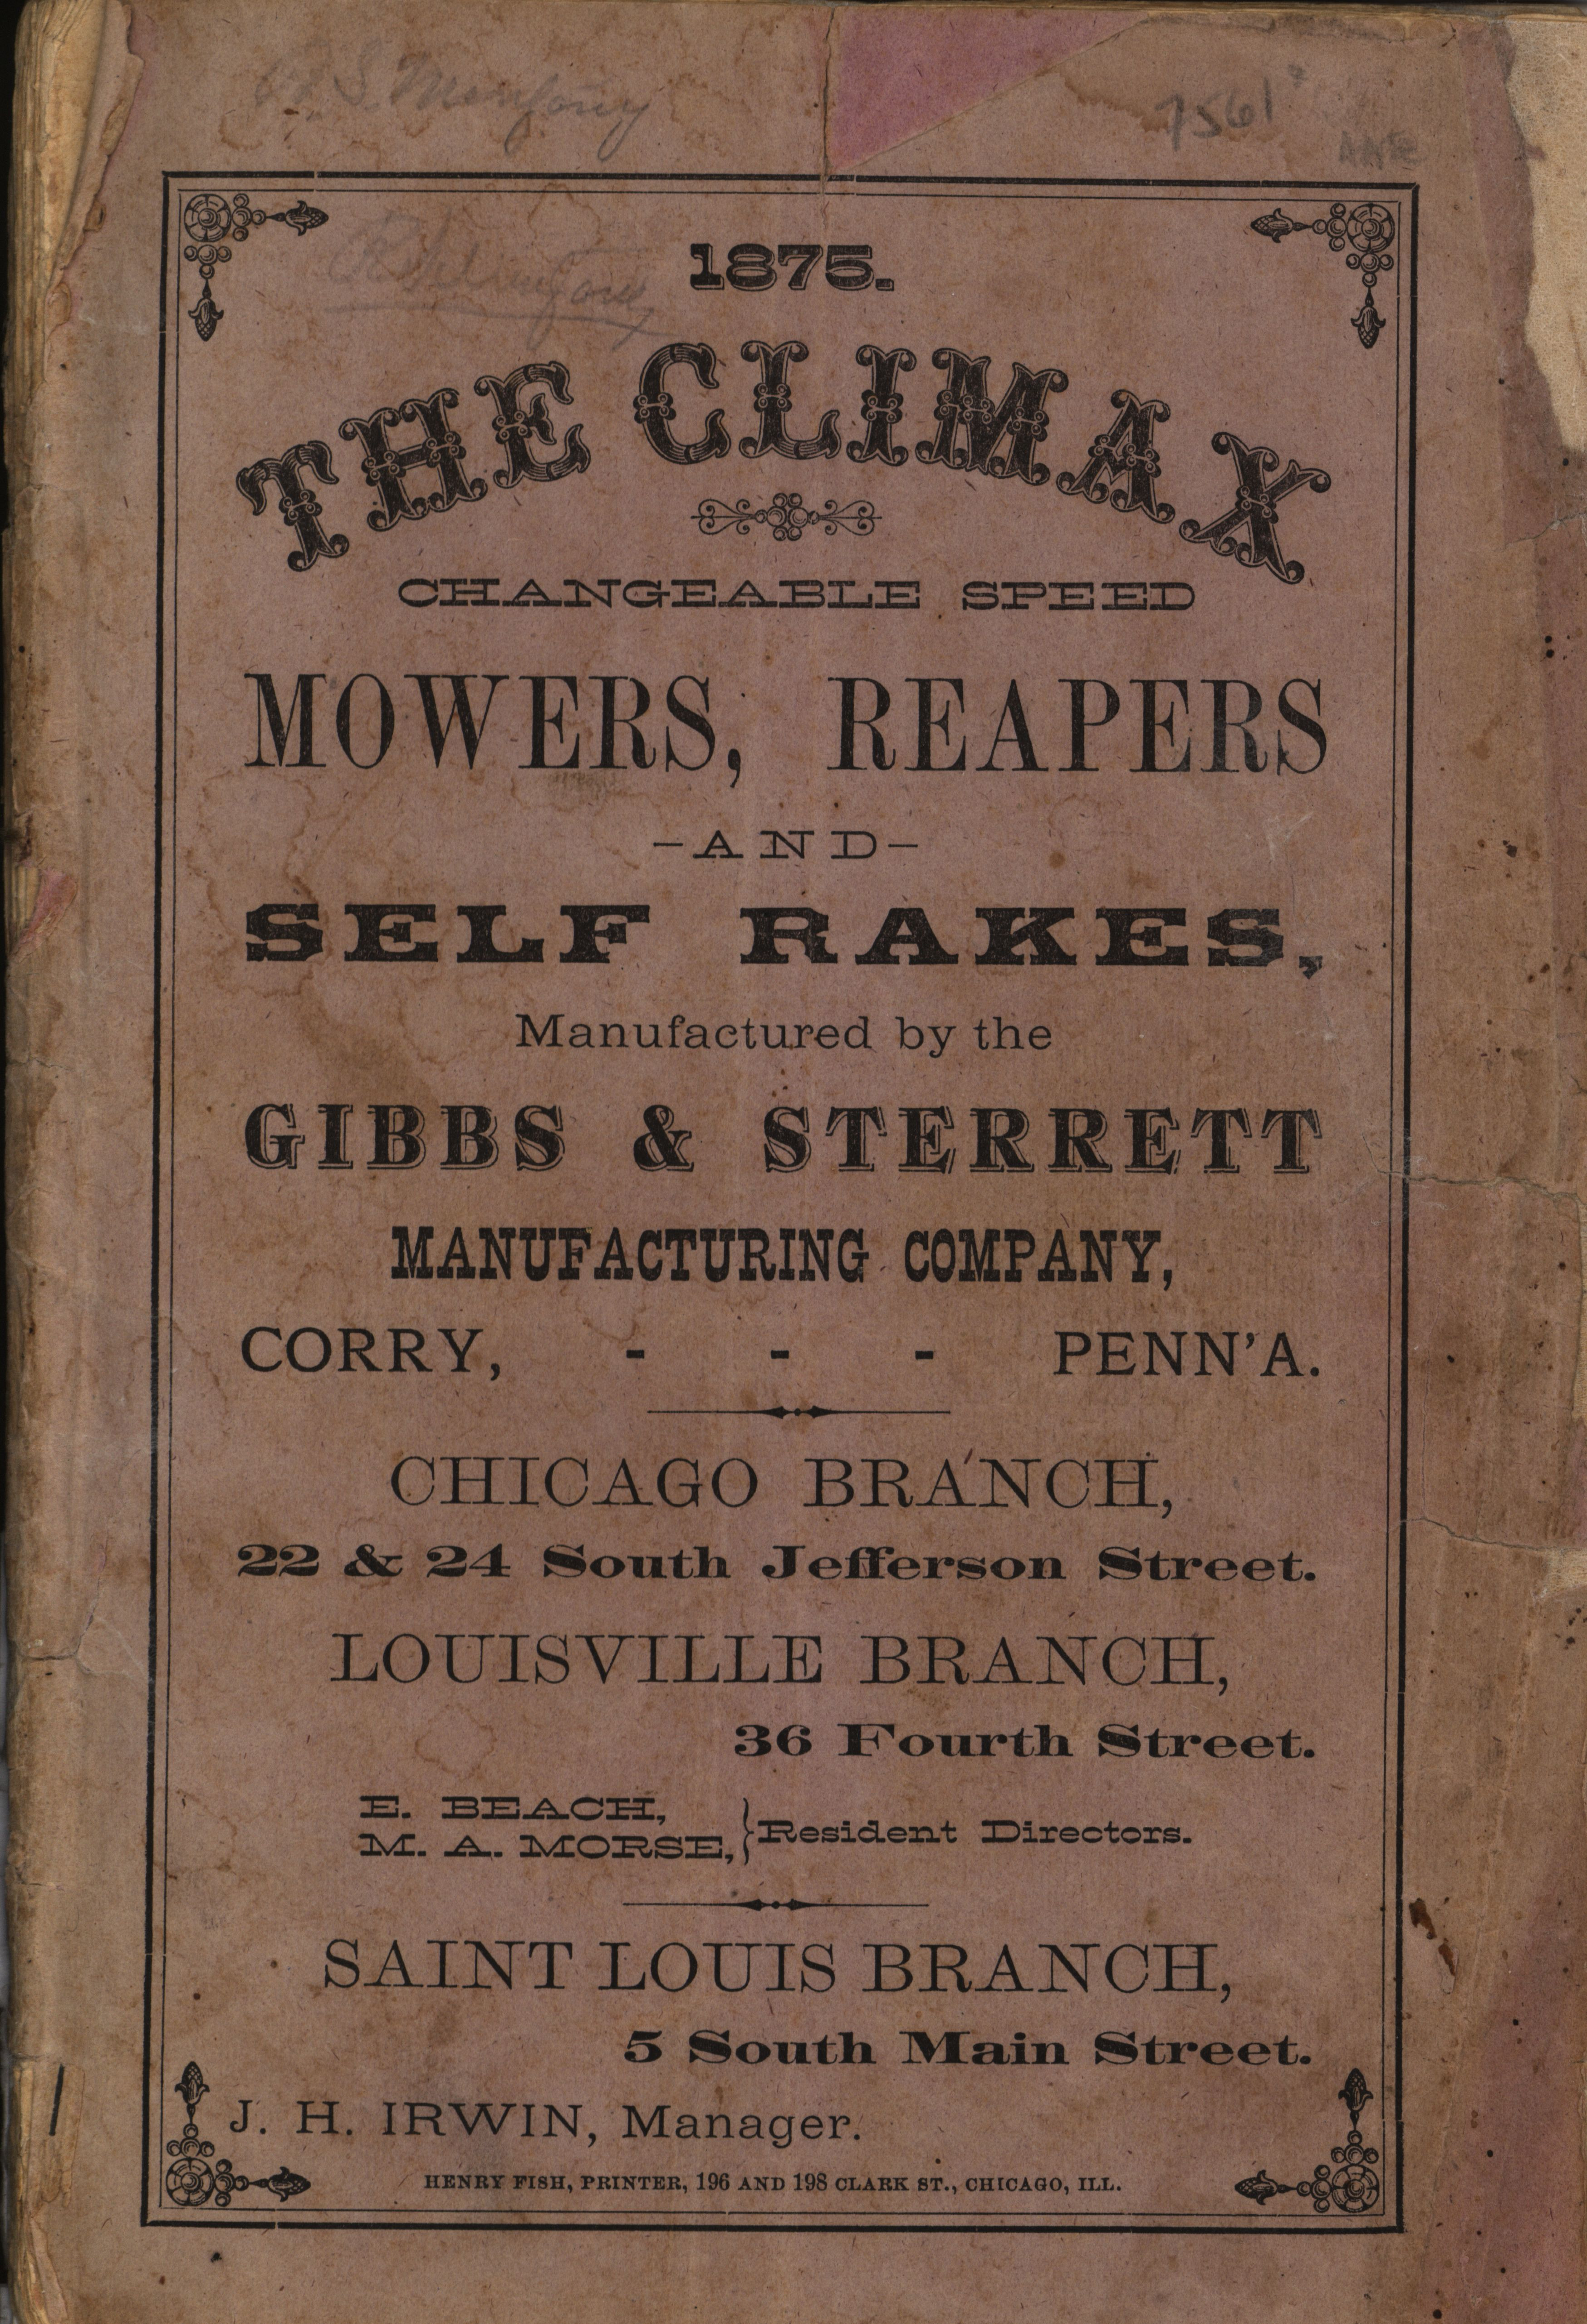 7561
1875.
THE CLIMAX
CHANGEABLE SPEED
MOWERS, REAPERS
-AND-
SELF RAKES,
Manufactured by the
GIBBS & STERRETT
MANUFACTURING COMPANY,
CORRY, - - - PENN'A.
CHICAGO BRANCH,
22 & 24 South Jefferson Street.
LOUISVILLE BRANCH,
36 Fourth Street.
E. BEACH,
M. A. MORSE, } Resident Directors.
SAINT LOUIS BRANCH,
5 South Main Street.
J. H. IRWIN, Manager.
HENRY FISH, PRINTER, 196 AND 198 CLARK ST., CHICAGO, ILL.